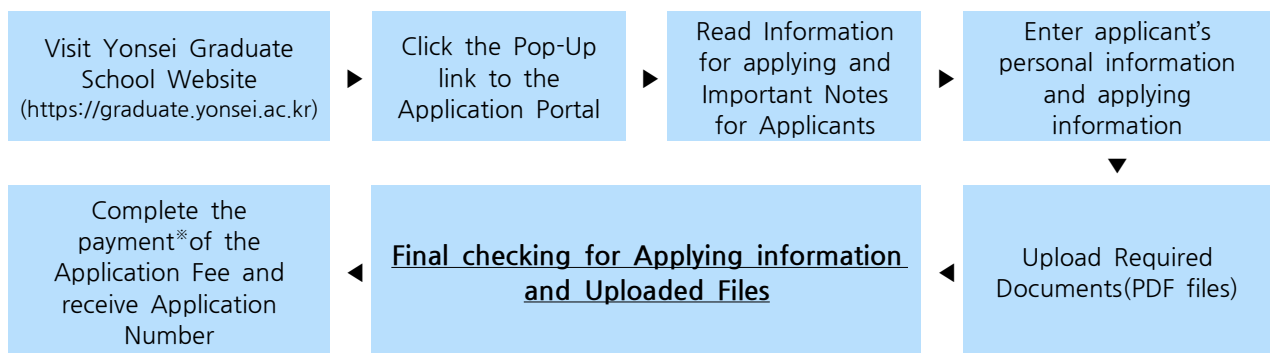 Visit Yonsei Graduate
School Website
(https://graduate.yonsei.ac.kr)
▶
Click the Pop-Up
link to the
Application Portal
▶
Read Information
for applying and
Important Notes
for Applicants
▶
Enter applicant's
personal information
and applying
information
▼
Upload Required
Documents(PDF files)
◀
Final checking for Applying information
and Uploaded Files
◀
Complete the
payment※of the
Application Fee and
receive Application
Number